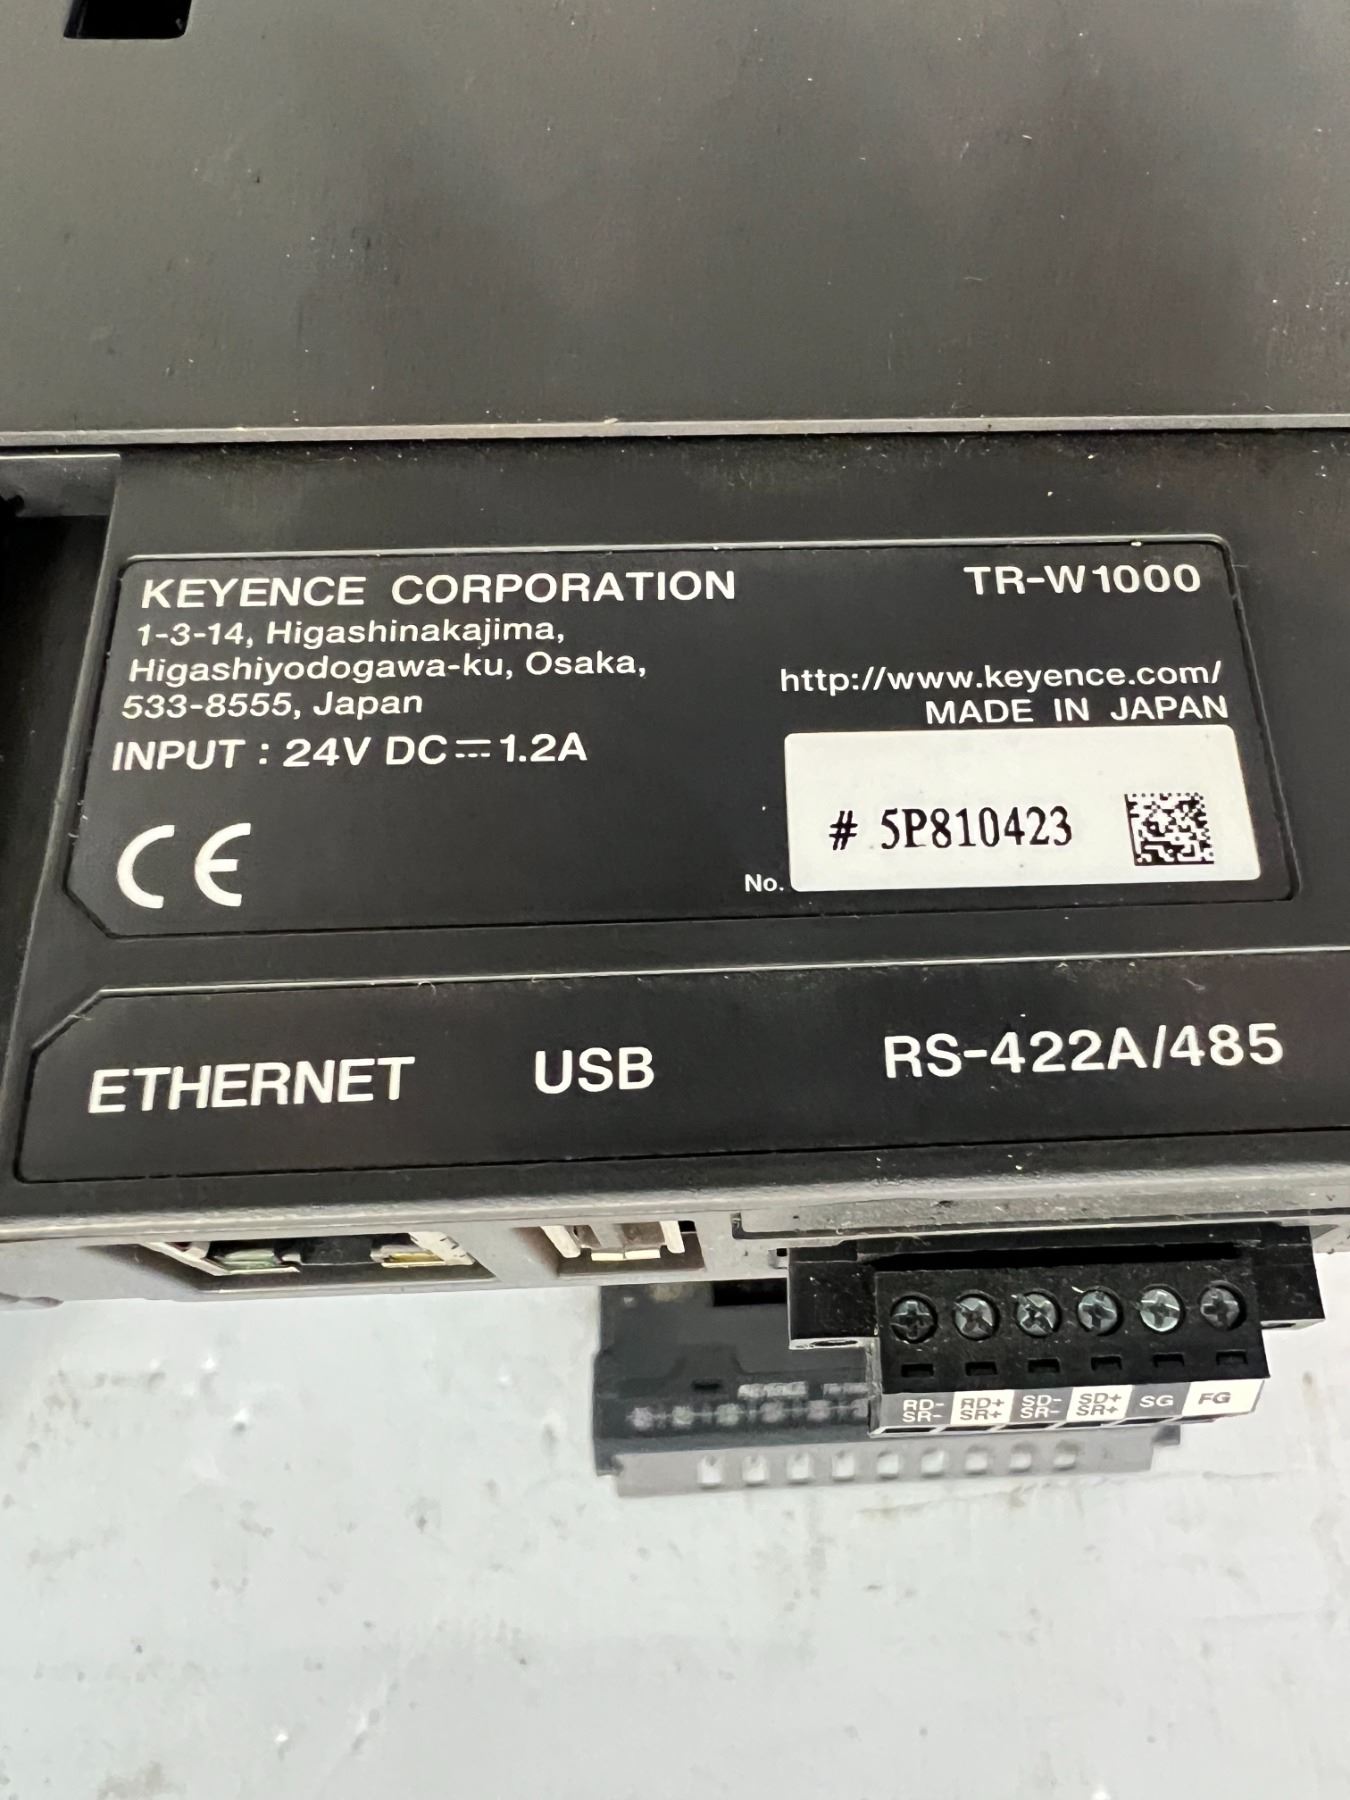 KEYENCE CORPORATION
TR-W1000
1-3-14, Higashinakajima,
Higashiyodogawa-ku, Osaka,
533-8555, Japan
http://www.keyence.com/
MADE IN JAPAN
INPUT : 24V DC⎓1.2A
# 5P810423
No.
CE
ETHERNET USB RS-422A/485
RD- RD+ SD- SD+ SG FG
SR- SR+ SR- SR+